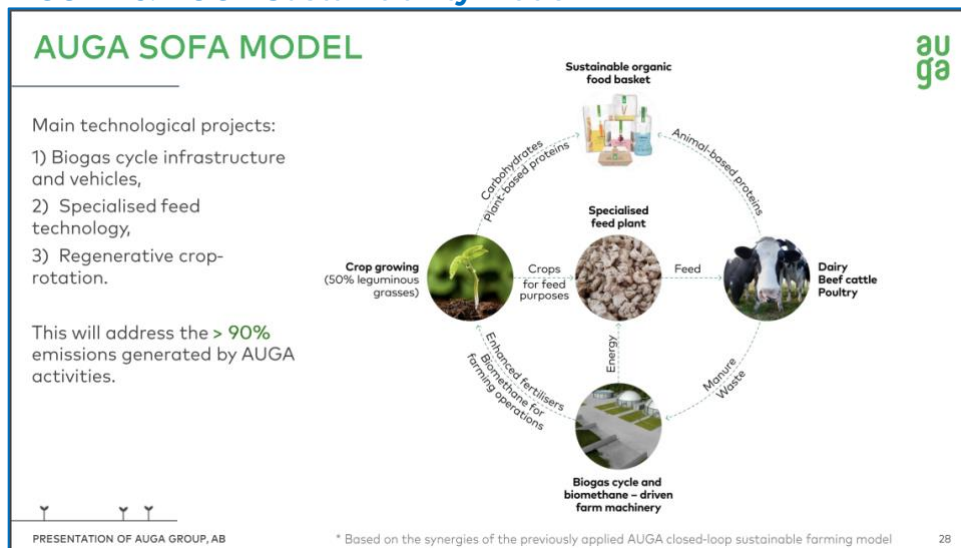 AUGA SOFA MODEL
au
ga
Main technological projects:
1) Biogas cycle infrastructure
and vehicles,
2) Specialised feed
technology,
3) Regenerative crop-
rotation.
This will address the > 90%
emissions generated by AUGA
activities.
Sustainable organic
food basket
Carbohydrates
Plant-based proteins
Animal-based proteins
Specialised
feed plant
Crop growing
(50% leguminous
grasses)
Crops
for feed
purposes
Feed
Dairy
Beef cattle
Poultry
Enhanced fertilisers
Biomethane for
farming operations
Energy
Manure
Waste
Biogas cycle and
biomethane – driven
farm machinery
PRESENTATION OF AUGA GROUP, AB
* Based on the synergies of the previously applied AUGA closed-loop sustainable farming model
28